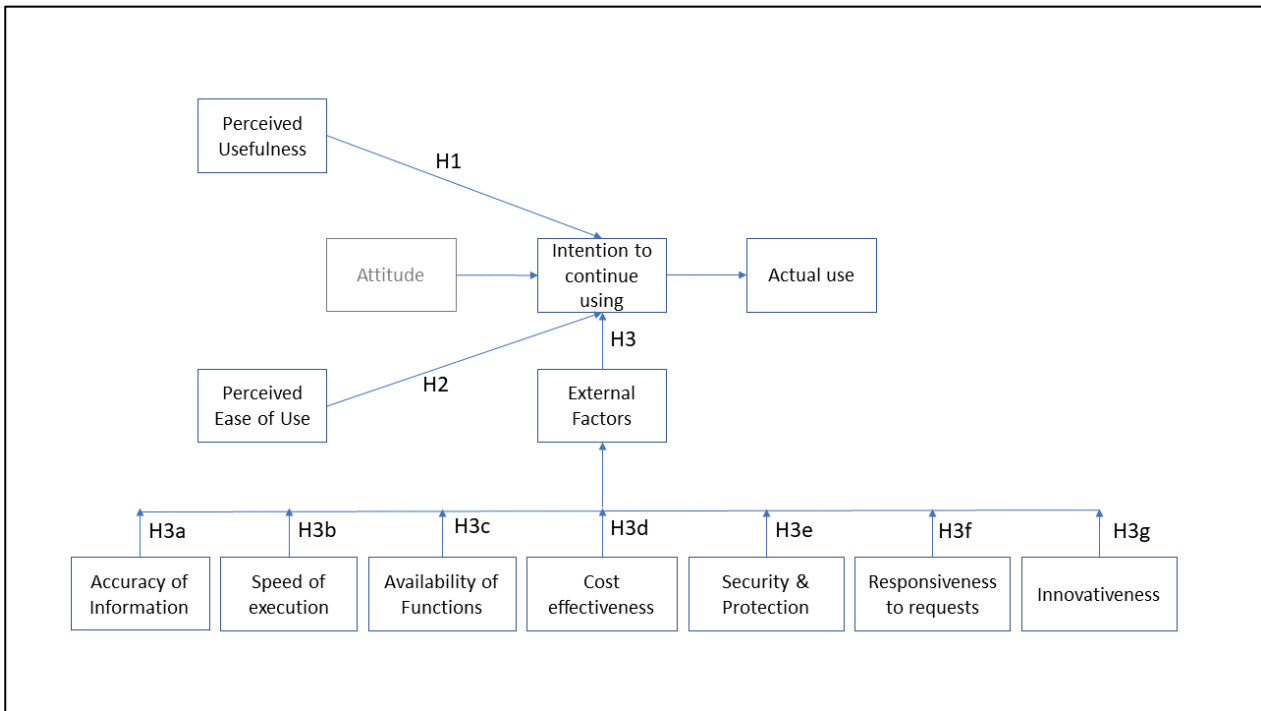 Perceived
Usefulness
H1
Attitude
Intention to
continue
using
Actual use
H3
H2
Perceived
Ease of Use
External
Factors
H3a
H3b
H3c
H3d
H3e
H3f
H3g
Accuracy of
Information
Speed of
execution
Availability of
Functions
Cost
effectiveness
Security &
Protection
Responsiveness
to requests
Innovativeness